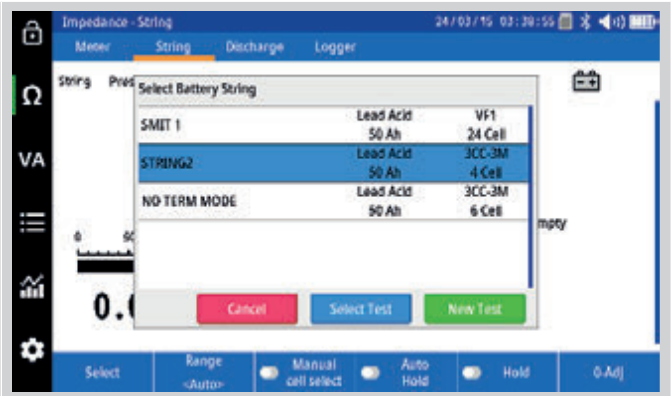 Impedance - String 24/03/15 03:38:55
Meter String Discharge Logger
String Pres
Select Battery String
SMIT 1 Lead Acid VF1
50 Ah 24 Cell
STRING2 Lead Acid 3CC-3M
50 Ah 4 Cell
NO TERM MODE Lead Acid 3CC-3M
50 Ah 6 Cell
mpty
Ω
VA
0
0.0
Cancel Select Test New Test
Select Range <Auto> Manual cell select Auto Hold Hold 0.Adj